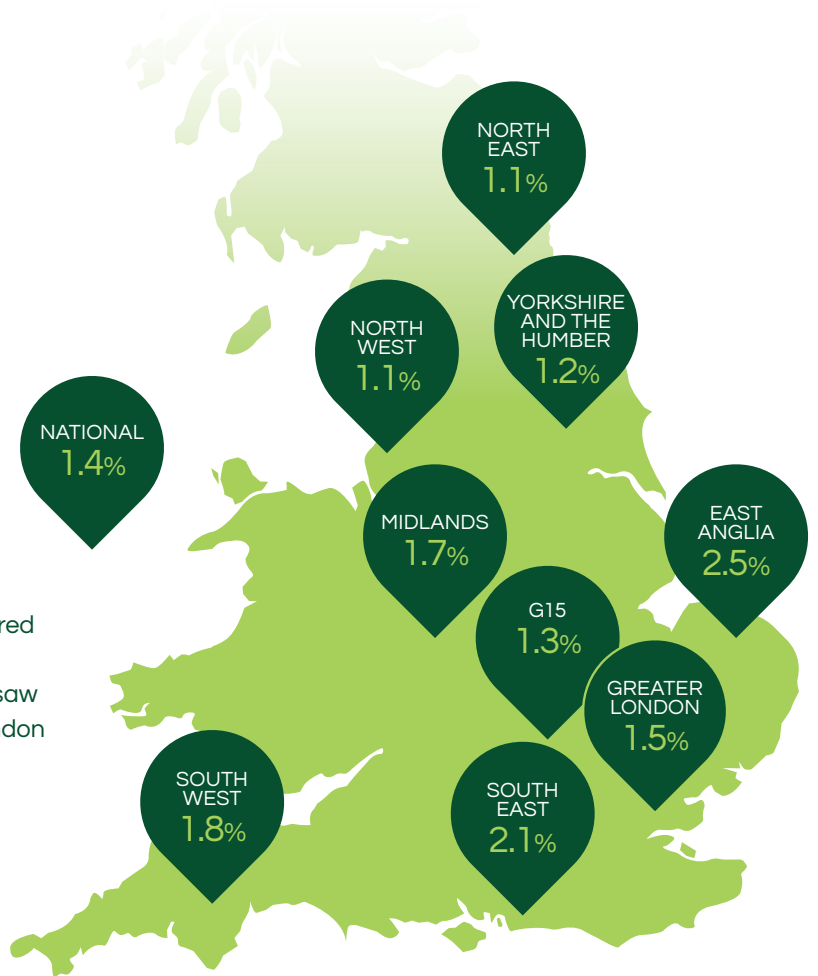 NORTH
EAST
1.1%
YORKSHIRE
AND THE
HUMBER
1.2%
NORTH
WEST
1.1%
NATIONAL
1.4%
MIDLANDS
1.7%
EAST
ANGLIA
2.5%
G15
1.3%
red
saw
GREATER
LONDON
1.5%
SOUTH
WEST
1.8%
SOUTH
EAST
2.1%